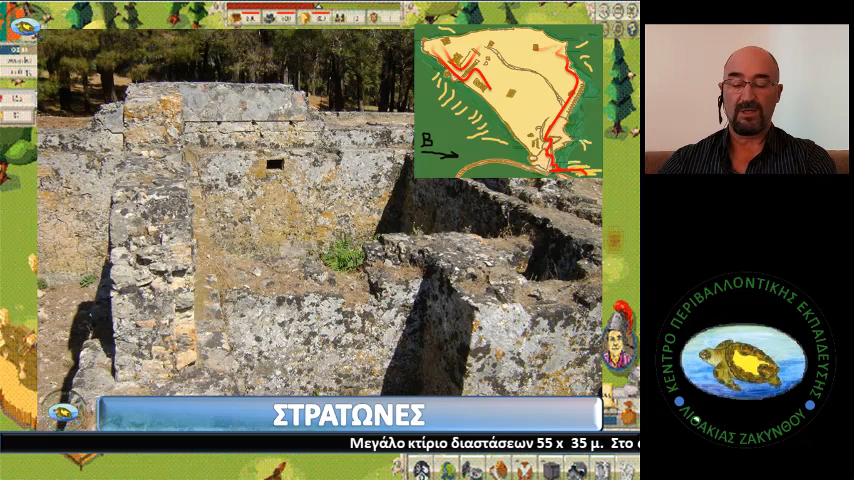 Β
ΣΤΡΑΤΩΝΕΣ
Μεγάλο κτίριο διαστάσεων 55 x 35 μ. Στο
ΚΕΝΤΡΟ ΠΕΡΙΒΑΛΛΟΝΤΙΚΗΣ ΕΚΠΑΙΔΕΥΣΗΣ
ΛΙΘΑΚΙΑΣ ΖΑΚΥΝΘΟΥ